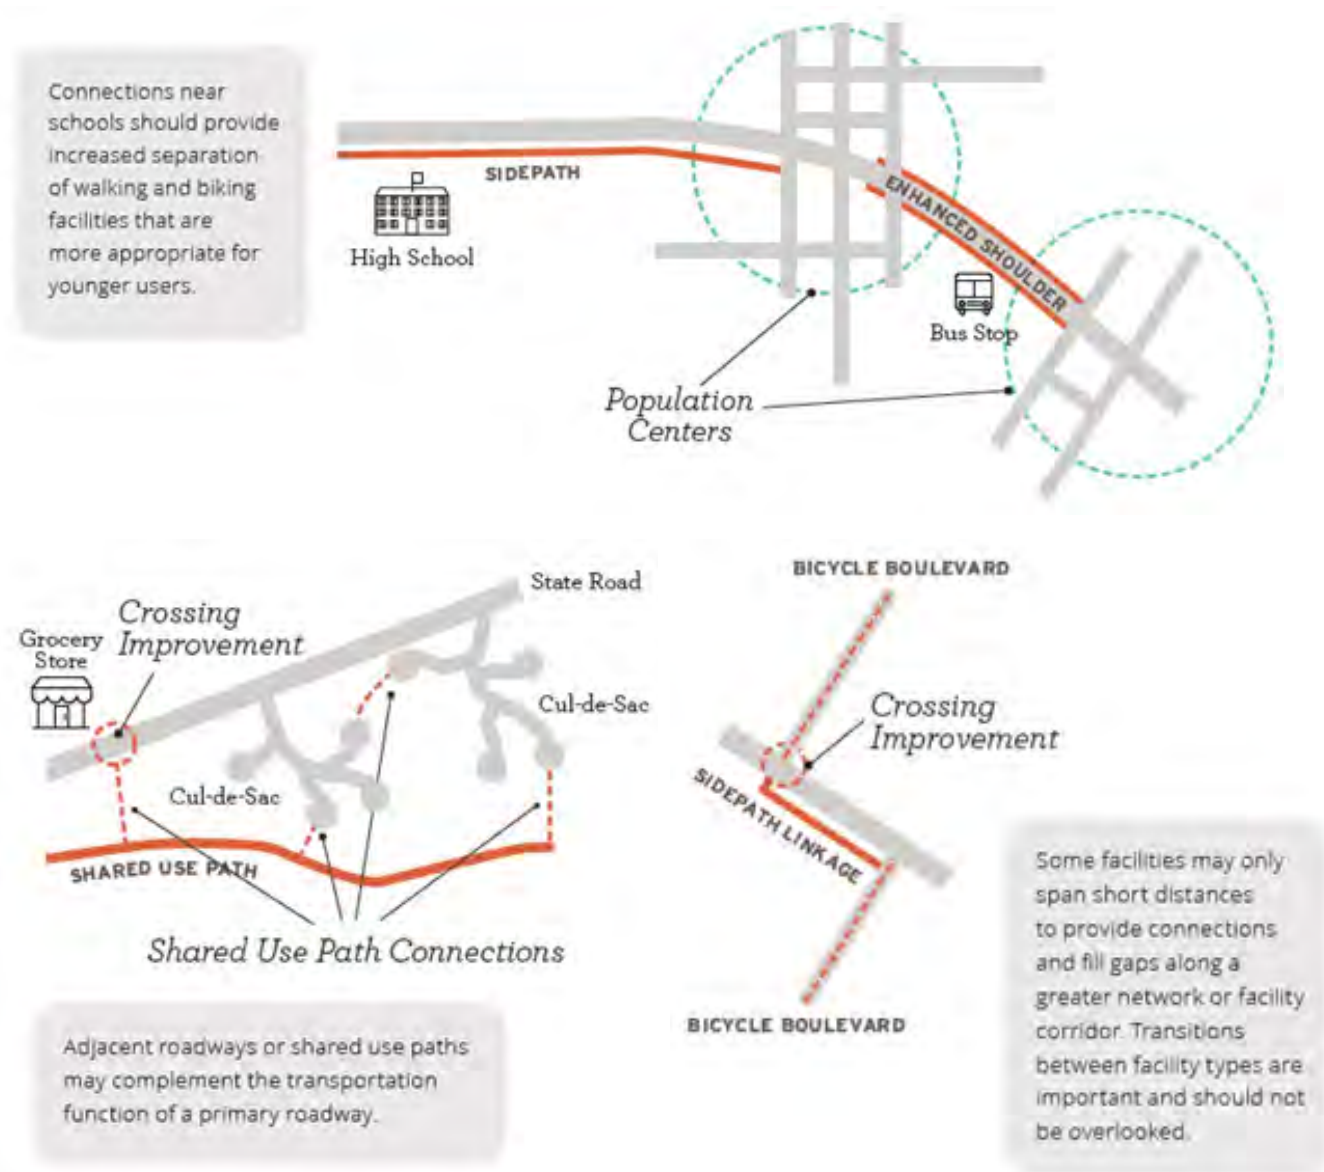 Connections near
schools should provide
increased separation
of walking and biking
facilities that are
more appropriate for
younger users.
SIDEPATH
High School
ENHANCED SHOULDER
Bus Stop
Population
Centers
State Road
Crossing
Improvement
Grocery
Store
Cul-de-Sac
Cul-de-Sac
SHARED USE PATH
Shared Use Path Connections
Adjacent roadways or shared use paths
may complement the transportation
function of a primary roadway.
BICYCLE BOULEVARD
Crossing
Improvement
SIDEPATH LINKAGE
BICYCLE BOULEVARD
Some facilities may only
span short distances
to provide connections
and fill gaps along a
greater network or facility
corridor. Transitions
between facility types are
important and should not
be overlooked.